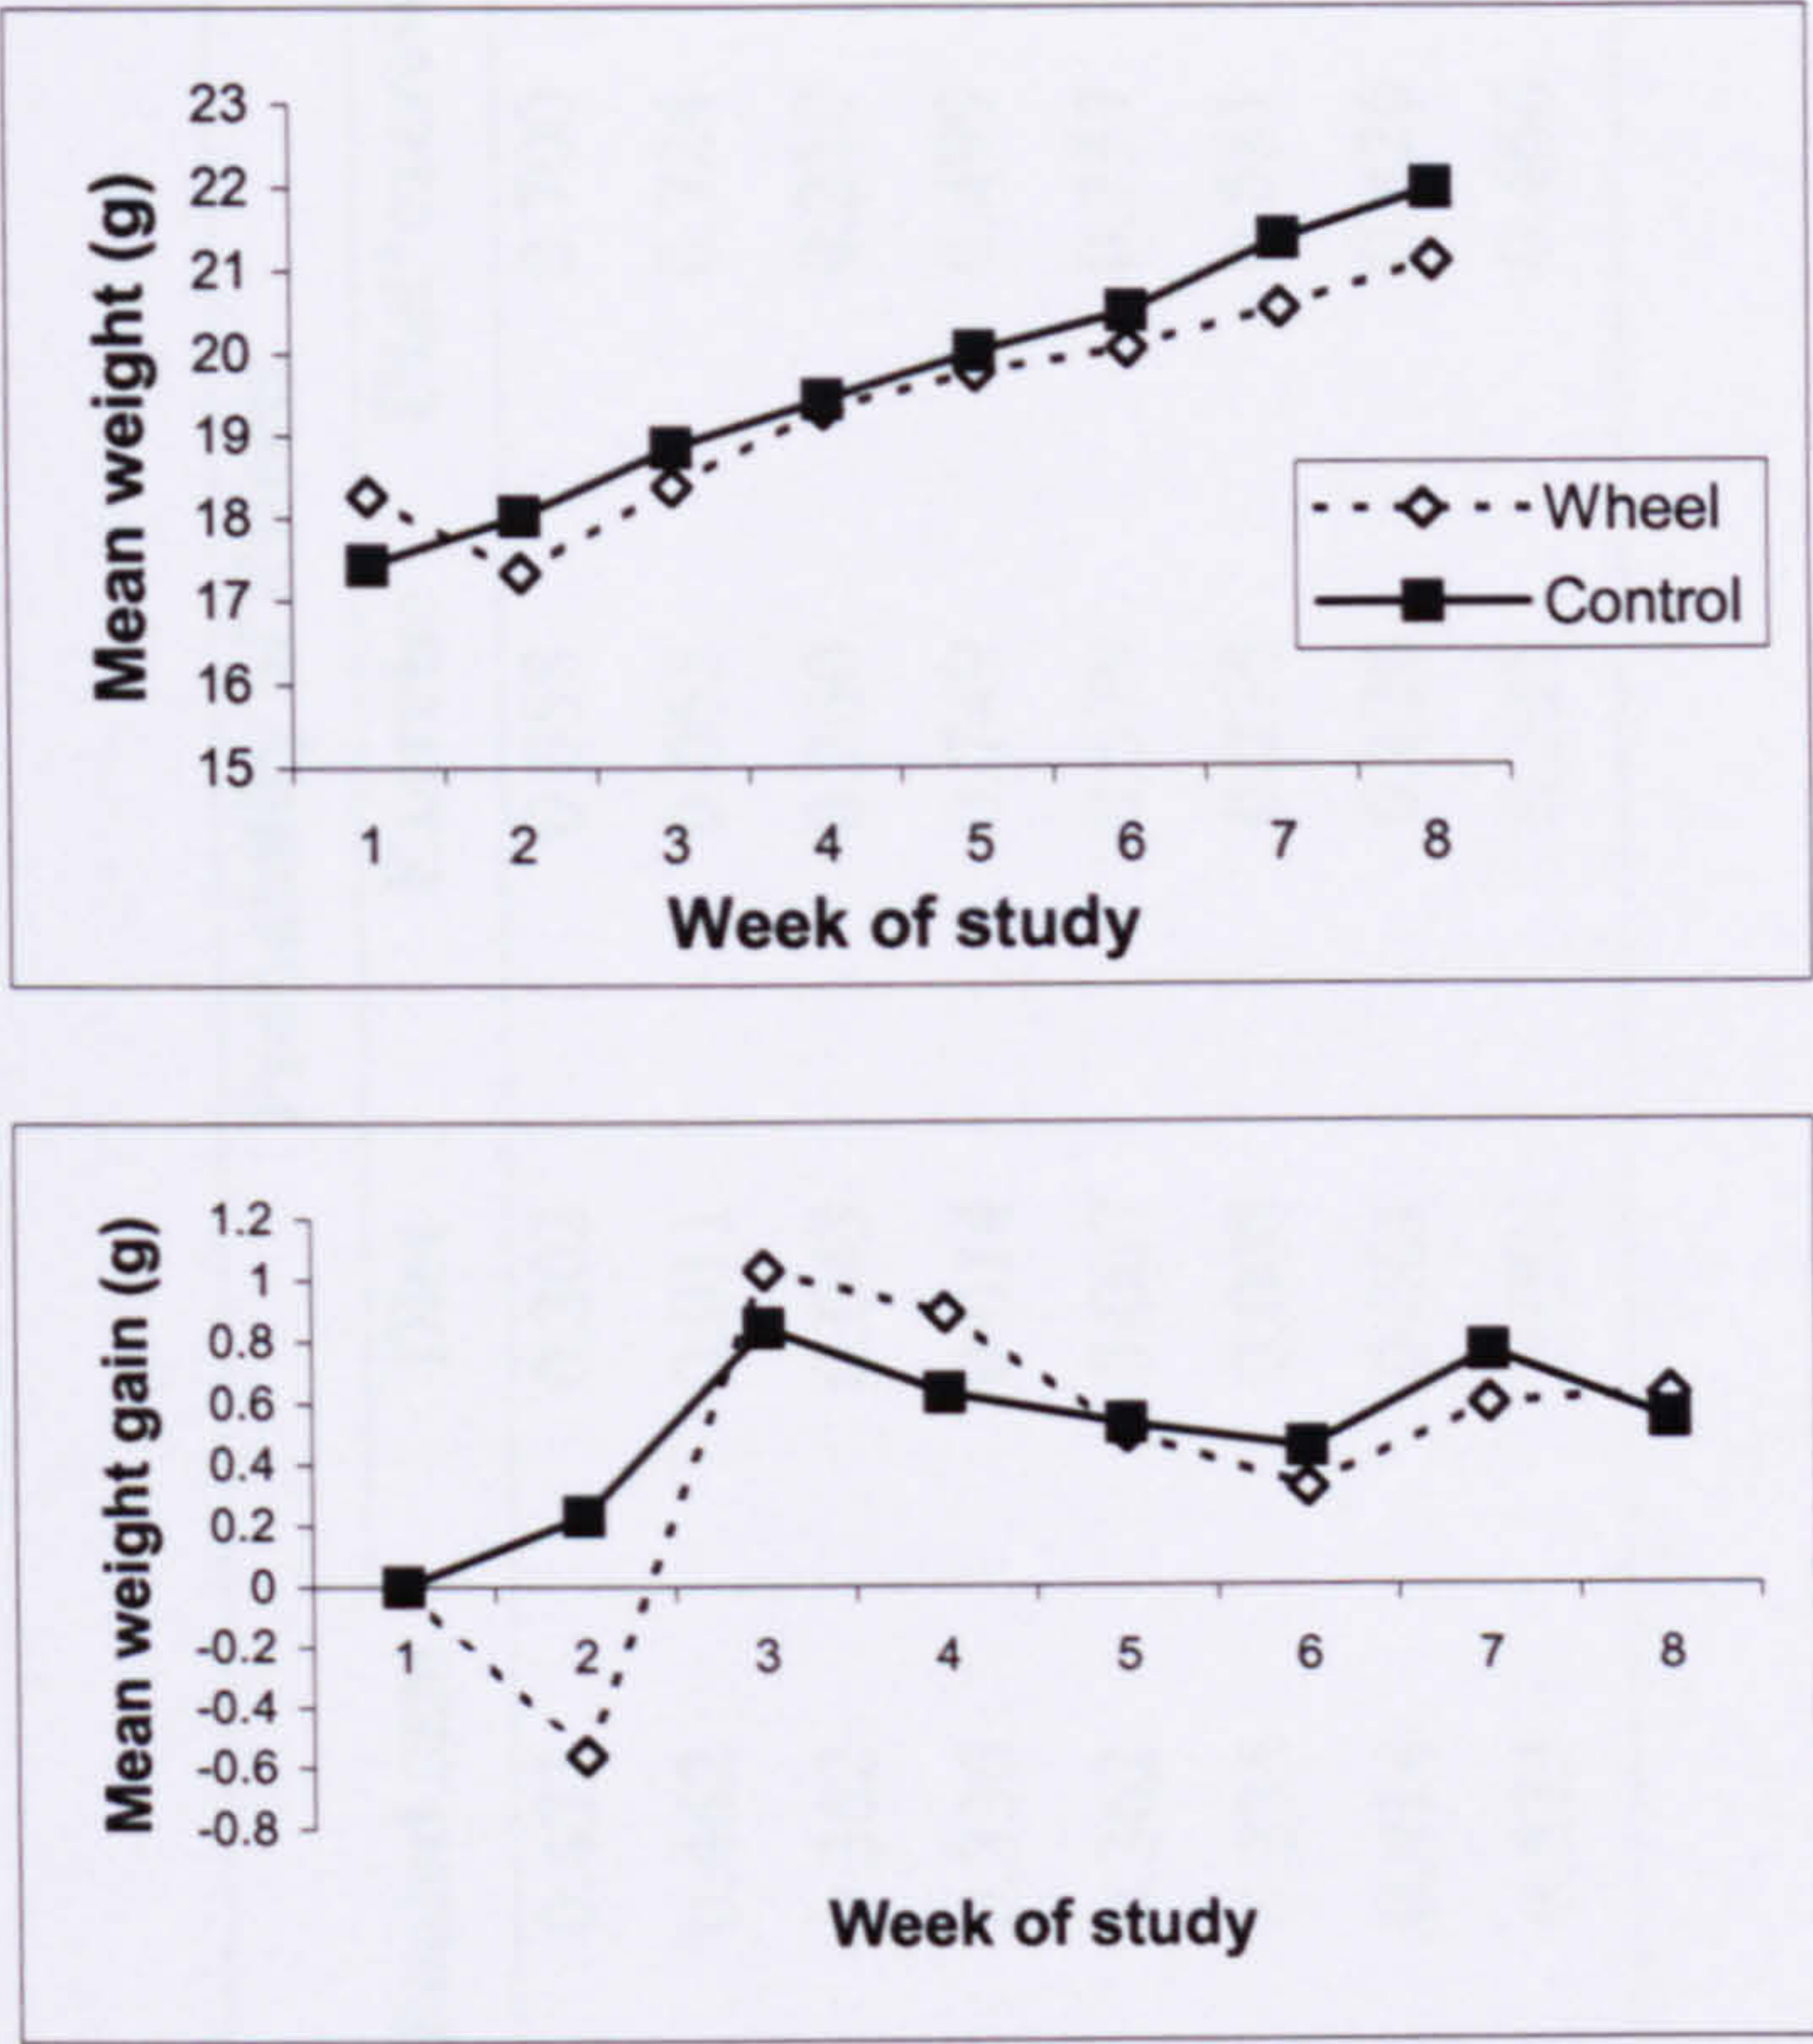 Mean weight (g)
23
22
21
20
19
18
17
16
15
1 2 3 4 5 6 7 8
Week of study
Wheel
Control
Mean weight gain (g)
1.2
1
0.8
0.6
0.4
0.2
0
-0.2
-0.4
-0.6
-0.8
1 2 3 4 5 6 7 8
Week of study